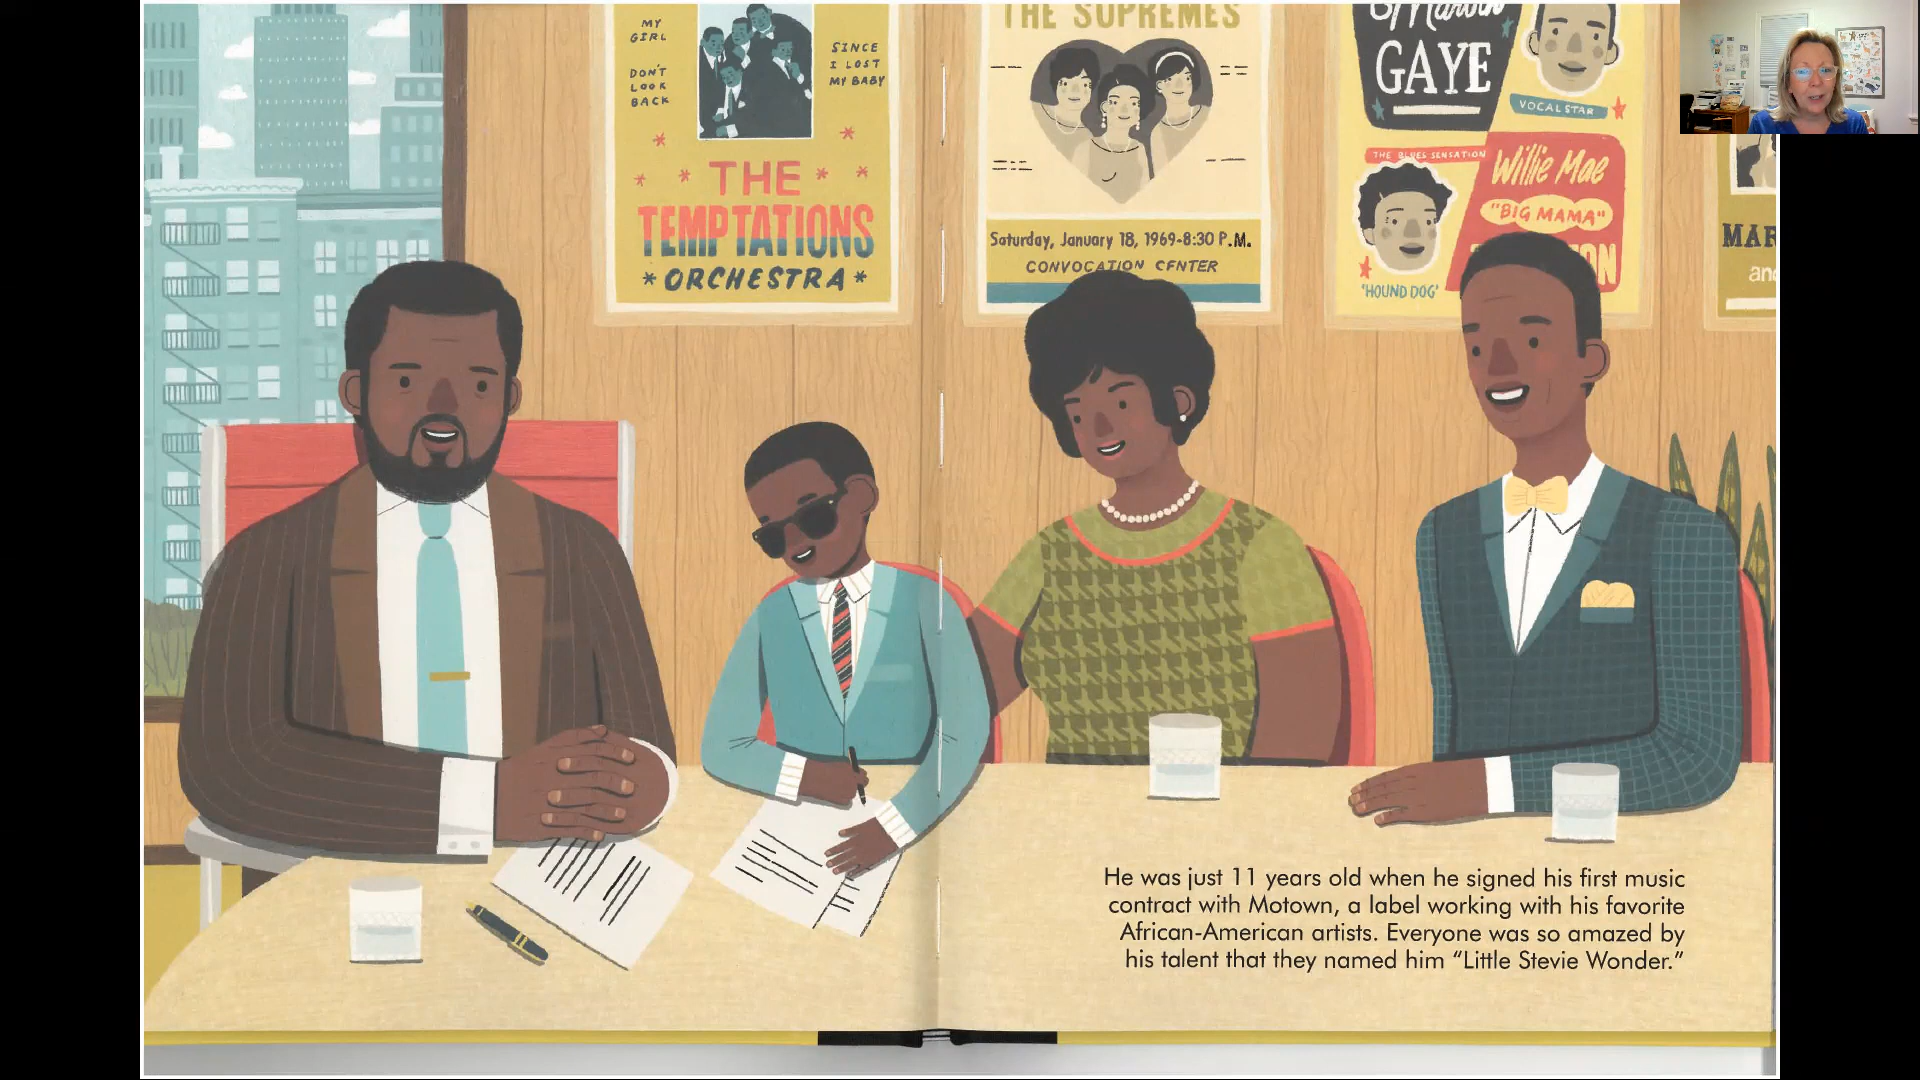 MY
GIRL
DON'T
LOOK
BACK
SINCE
I LOST
MY BABY
THE
TEMPTATIONS
*ORCHESTRA*
THE SUPREMES
Saturday, January 18, 1969-8:30 P.M.
CONVOCATION CENTER
of Marvin
GAYE
VOCAL STAR
THE BLUES SENSATION
Willie Mae
"BIG MAMA"
'HOUND DOG'
MAR
and
He was just 11 years old when he signed his first music
contract with Motown, a label working with his favorite
African-American artists. Everyone was so amazed by
his talent that they named him “Little Stevie Wonder.”